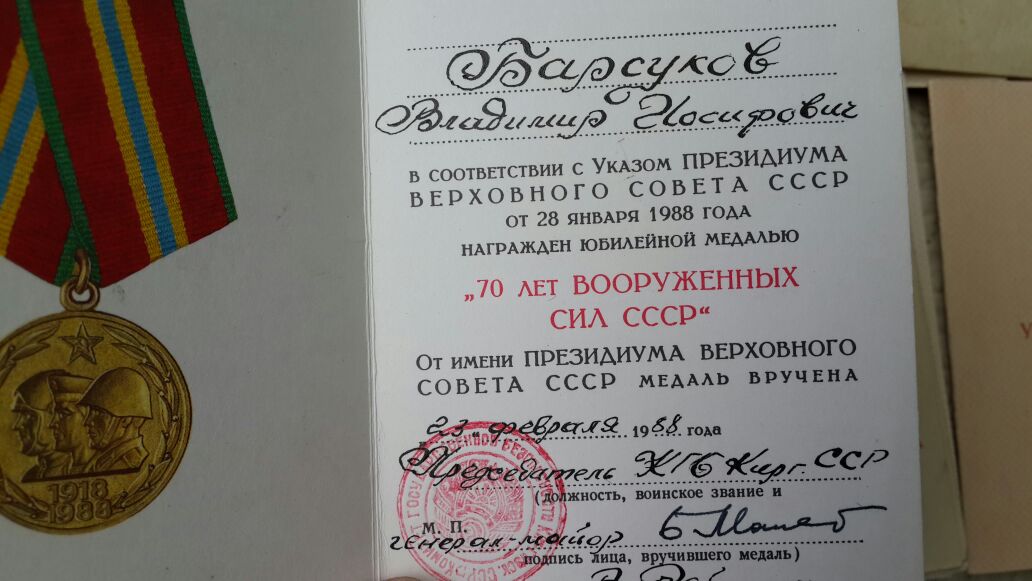 Барсуков
Владимир Иосифович
в соответствии с Указом ПРЕЗИДИУМА
ВЕРХОВНОГО СОВЕТА СССР
от 28 января 1988 года
награжден юбилейной медалью
„70 лет ВООРУЖЕННЫХ
СИЛ СССР“
От имени ПРЕЗИДИУМА ВЕРХОВНОГО
СОВЕТА СССР медаль вручена
23 февраля 1988 года
Председатель КГБ Кирг. ССР
(должность, воинское звание и
М. П.
генерал-майор
подпись лица, вручившего медаль)
1918
1988